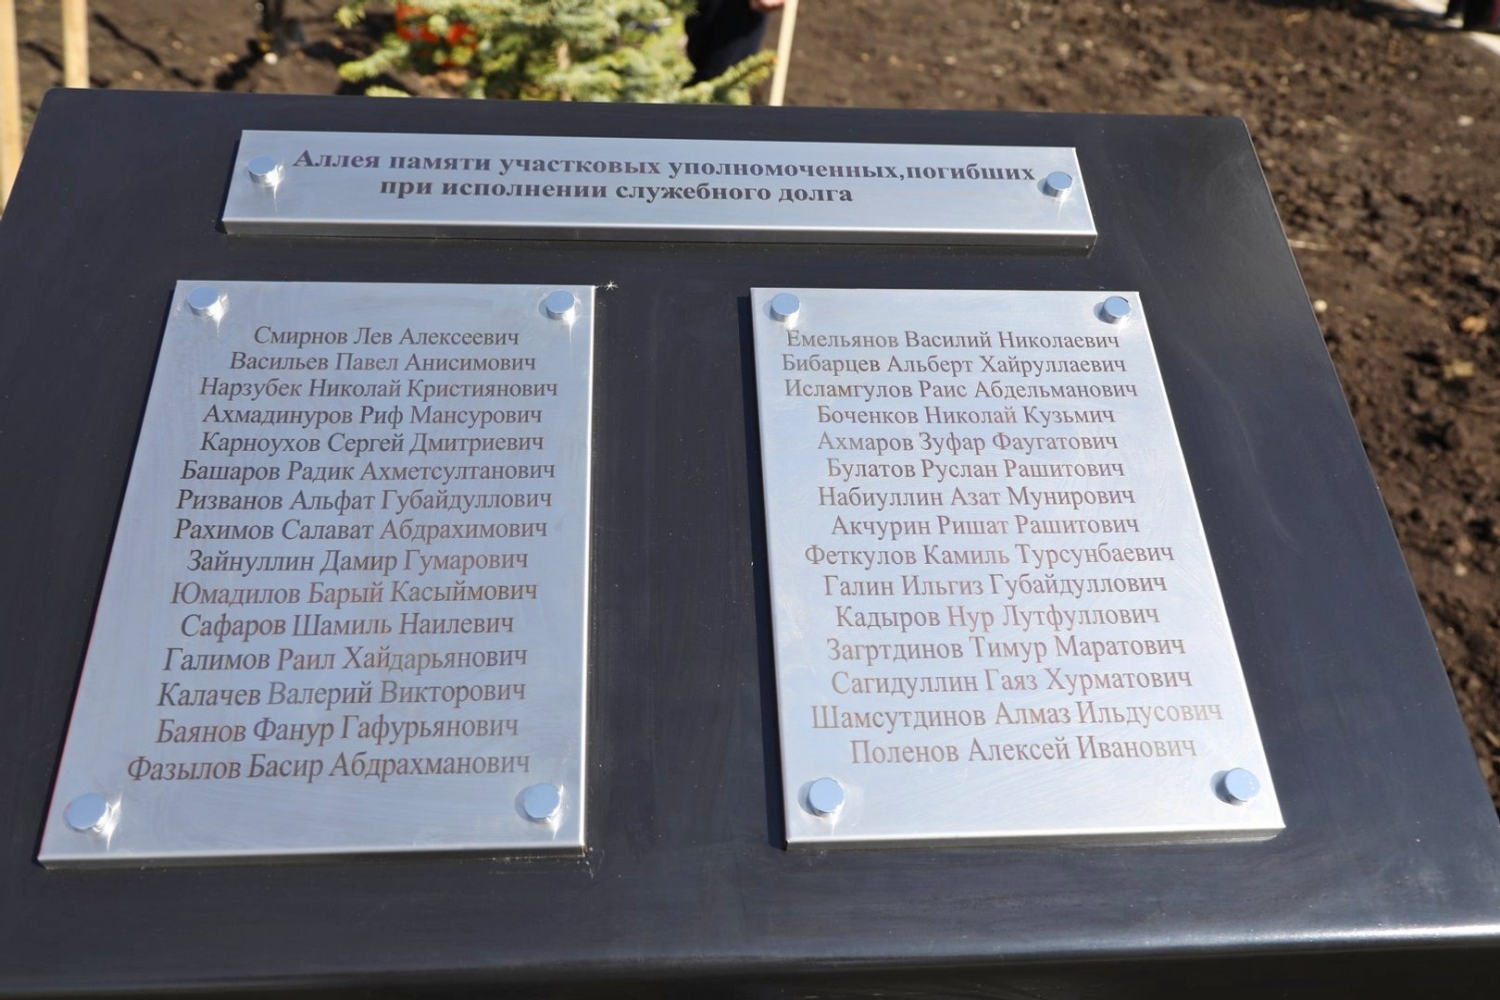 Аллея памяти участковых уполномоченных,погибших
при исполнении служебного долга
Смирнов Лев Алексеевич
Васильев Павел Анисимович
Нарзубек Николай Кристиянович
Ахмадинуров Риф Мансурович
Карноухов Сергей Дмитриевич
Башаров Радик Ахметсултанович
Ризванов Альфат Губайдуллович
Рахимов Салават Абдрахимович
Зайнуллин Дамир Гумарович
Юмадилов Барый Касыймович
Сафаров Шамиль Наилевич
Галимов Раил Хайдарьянович
Калачев Валерий Викторович
Баянов Фанур Гафурьянович
Фазылов Басир Абдрахманович
Емельянов Василий Николаевич
Бибарцев Альберт Хайруллаевич
Исламгулов Раис Абдельманович
Боченков Николай Кузьмич
Ахмаров Зуфар Фаугатович
Булатов Руслан Рашитович
Набиуллин Азат Мунирович
Акчурин Ришат Рашитович
Феткулов Камиль Турсунбаевич
Галин Ильгиз Губайдуллович
Кадыров Нур Лутфуллович
Загртдинов Тимур Маратович
Сагидуллин Гаяз Хурматович
Шамсутдинов Алмаз Ильдусович
Поленов Алексей Иванович